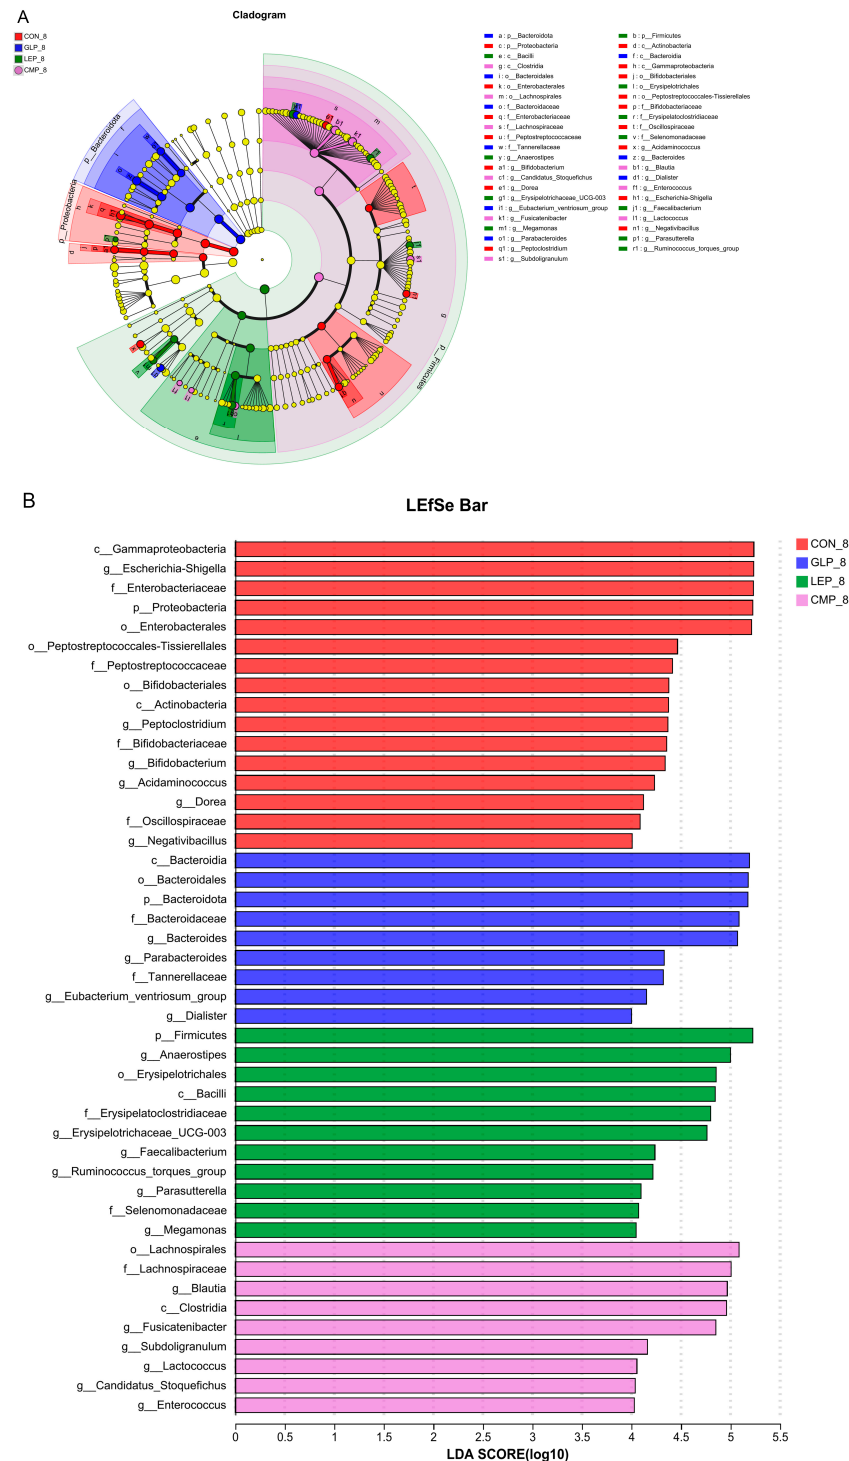 A
Cladogram
CON_8
GLP_8
LEP_8
CMP_8
a : p__Bacteroidota
c : p__Proteobacteria
e : c__Bacilli
g : c__Clostridia
i : o__Bacteroidales
k : o__Enterobacterales
m : o__Lachnospirales
o : f__Bacteroidaceae
q : f__Enterobacteriaceae
s : f__Lachnospiraceae
u : f__Peptostreptococcaceae
w : f__Tannerellaceae
y : g__Anaerostipes
a1 : g__Bifidobacterium
c1 : g__Candidatus_Stoquefichus
e1 : g__Dorea
g1 : g__Erysipelotrichaceae_UCG-003
i1 : g__Eubacterium_ventriosum_group
k1 : g__Fusicatenibacter
m1 : g__Megamonas
o1 : g__Parabacteroides
q1 : g__Peptoclostridium
s1 : g__Subdoligranulum
b : p__Firmicutes
d : c__Actinobacteria
f : c__Bacteroidia
h : c__Gammaproteobacteria
j : o__Bifidobacteriales
l : o__Erysipelotrichales
n : o__Peptostreptococcales-Tissierellales
p : f__Bifidobacteriaceae
r : f__Erysipelatoclostridiaceae
t : f__Oscillospiraceae
v : f__Selenomonadaceae
x : g__Acidaminococcus
z : g__Bacteroides
b1 : g__Blautia
d1 : g__Dialister
f1 : g__Enterococcus
h1 : g__Escherichia-Shigella
j1 : g__Faecalibacterium
l1 : g__Lactococcus
n1 : g__Negativibacillus
p1 : g__Parasutterella
r1 : g__Ruminococcus_torques_group
p__Bacteroidota
p__Proteobacteria
p__Firmicutes
B
LEfSe Bar
CON_8
GLP_8
LEP_8
CMP_8
c__Gammaproteobacteria
g__Escherichia-Shigella
f__Enterobacteriaceae
p__Proteobacteria
o__Enterobacterales
o__Peptostreptococcales-Tissierellales
f__Peptostreptococcaceae
o__Bifidobacteriales
c__Actinobacteria
g__Peptoclostridium
f__Bifidobacteriaceae
g__Bifidobacterium
g__Acidaminococcus
g__Dorea
f__Oscillospiraceae
g__Negativibacillus
c__Bacteroidia
o__Bacteroidales
p__Bacteroidota
f__Bacteroidaceae
g__Bacteroides
g__Parabacteroides
f__Tannerellaceae
g__Eubacterium_ventriosum_group
g__Dialister
p__Firmicutes
g__Anaerostipes
o__Erysipelotrichales
c__Bacilli
f__Erysipelatoclostridiaceae
g__Erysipelotrichaceae_UCG-003
g__Faecalibacterium
g__Ruminococcus_torques_group
g__Parasutterella
f__Selenomonadaceae
g__Megamonas
o__Lachnospirales
f__Lachnospiraceae
g__Blautia
c__Clostridia
g__Fusicatenibacter
g__Subdoligranulum
g__Lactococcus
g__Candidatus_Stoquefichus
g__Enterococcus
0 0.5 1 1.5 2 2.5 3 3.5 4 4.5 5 5.5
LDA SCORE(log10)